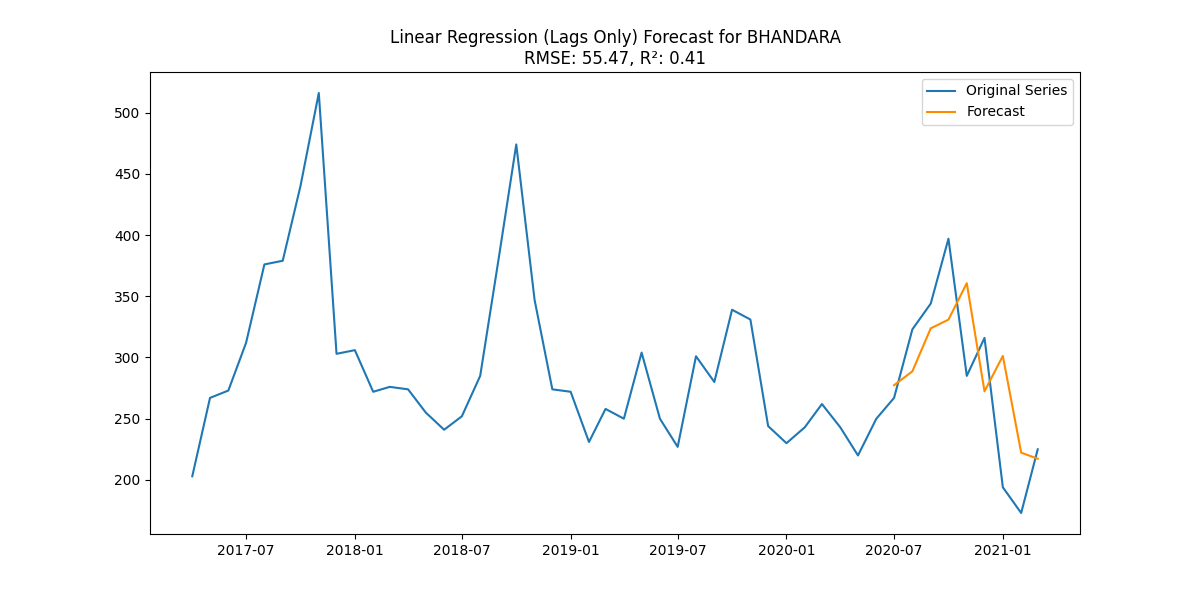 Linear Regression (Lags Only) Forecast for BHANDARA
RMSE: 55.47, R²: 0.41
Original Series
Forecast
500
450
400
350
300
250
200
2017-07 2018-01 2018-07 2019-01 2019-07 2020-01 2020-07 2021-01